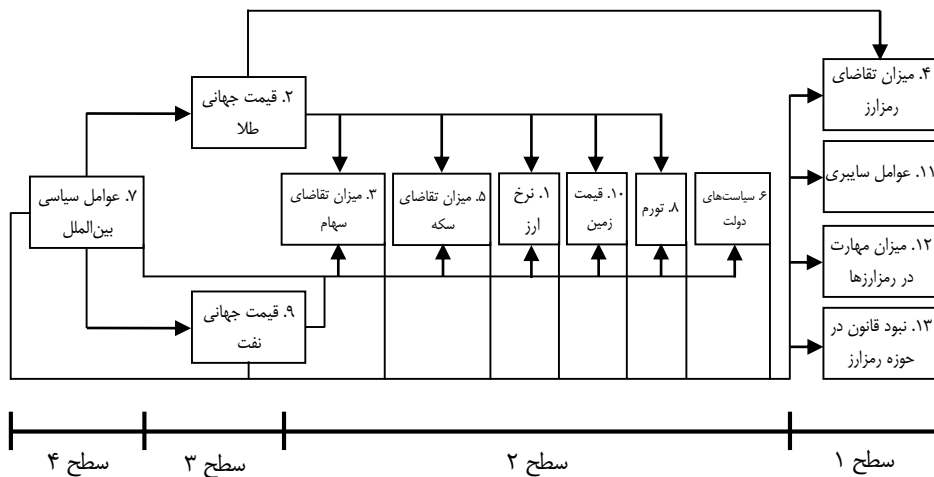 ۴. میزان تقاضای
رمزارز
۲. قیمت جهانی
طلا
۱۱. عوامل سایبری
۷. عوامل سیاسی
بین‌الملل
۳. میزان تقاضای
سهام
۵. میزان تقاضای
سکه
۱. نرخ
ارز
۱۰. قیمت
زمین
۸. تورم
۶. سیاست‌های
دولت
۱۲. میزان مهارت
در رمزارزها
۹. قیمت جهانی
نفت
۱۳. نبود قانون در
حوزه رمزارز
سطح ۱
سطح ۲
سطح ۳
سطح ۴